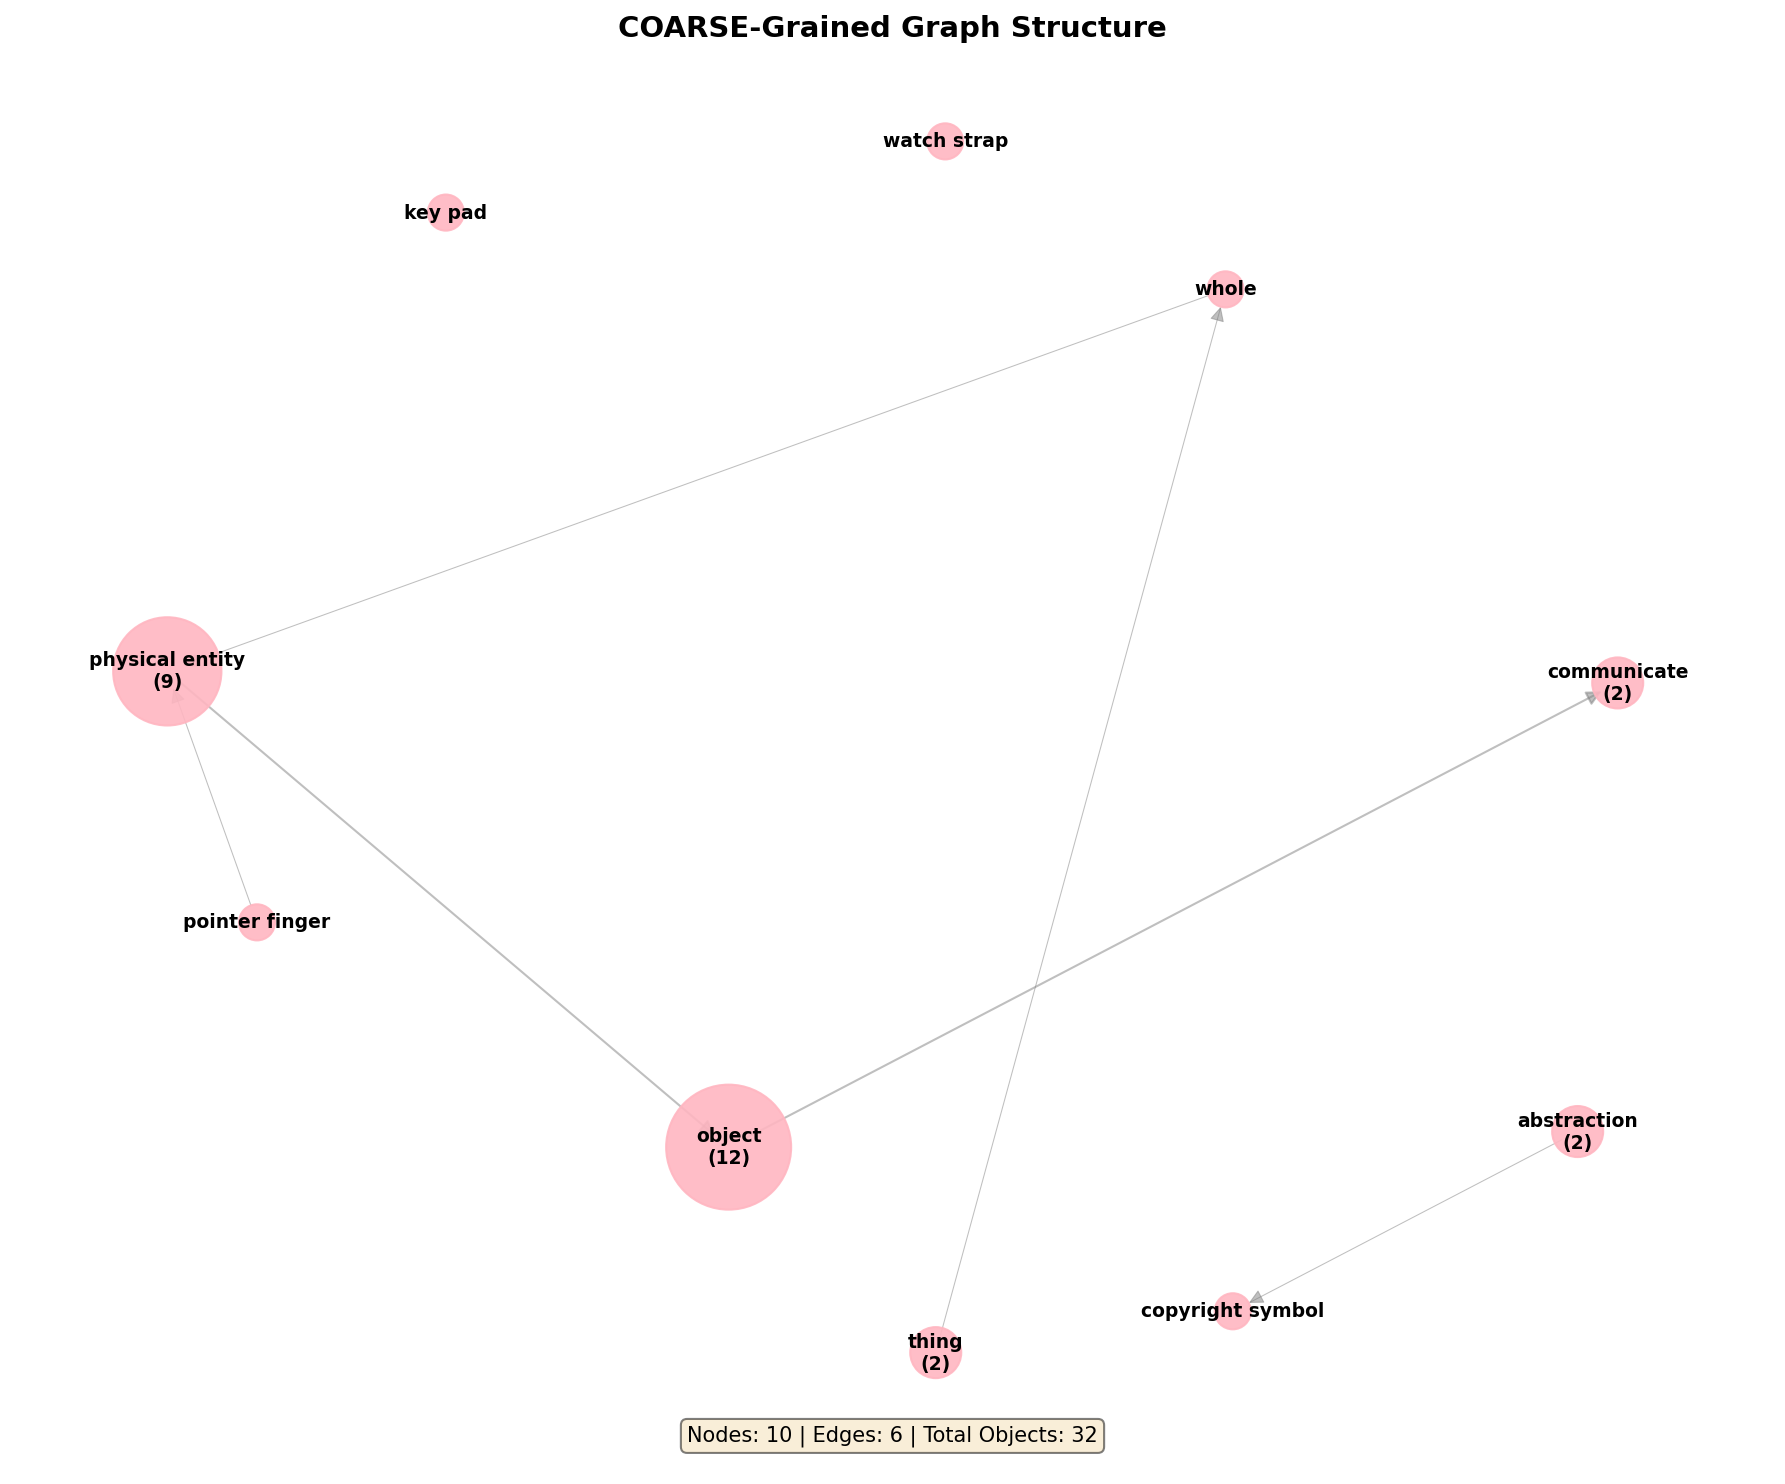 COARSE-Grained Graph Structure
watch strap
key pad
whole
physical entity
(9)
communicate
(2)
pointer finger
object
(12)
abstraction
(2)
copyright symbol
thing
(2)
Nodes: 10 | Edges: 6 | Total Objects: 32